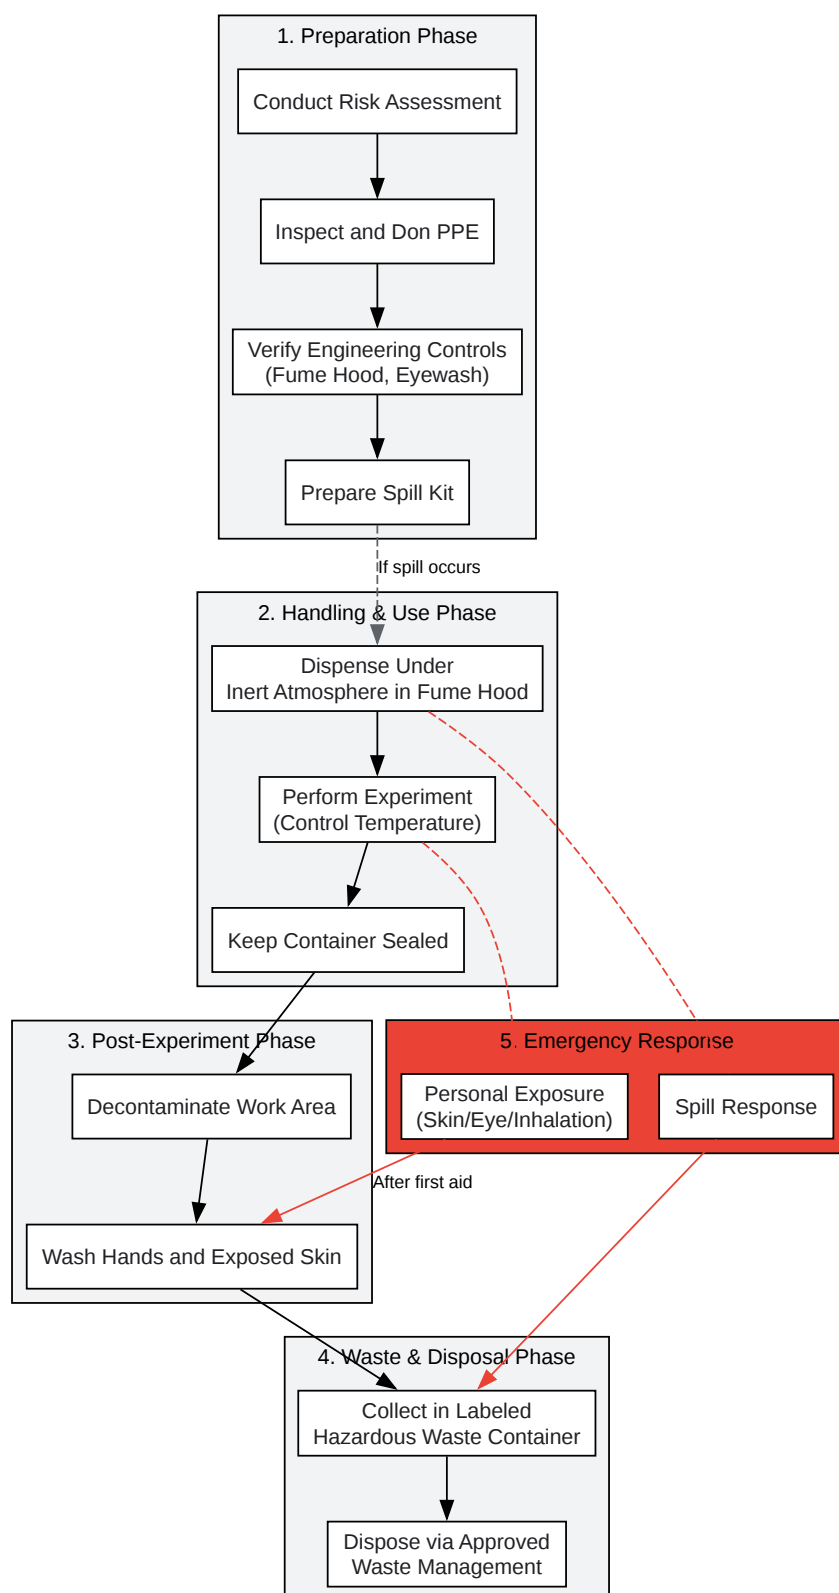 1. Preparation Phase
Conduct Risk Assessment
Inspect and Don PPE
Verify Engineering Controls
(Fume Hood, Eyewash)
Prepare Spill Kit
If spill occurs
2. Handling & Use Phase
Dispense Under
Inert Atmosphere in Fume Hood
Perform Experiment
(Control Temperature)
Keep Container Sealed
3. Post-Experiment Phase
Decontaminate Work Area
Wash Hands and Exposed Skin
5. Emergency Response
Personal Exposure
(Skin/Eye/Inhalation)
Spill Response
After first aid
4. Waste & Disposal Phase
Collect in Labeled
Hazardous Waste Container
Dispose via Approved
Waste Management